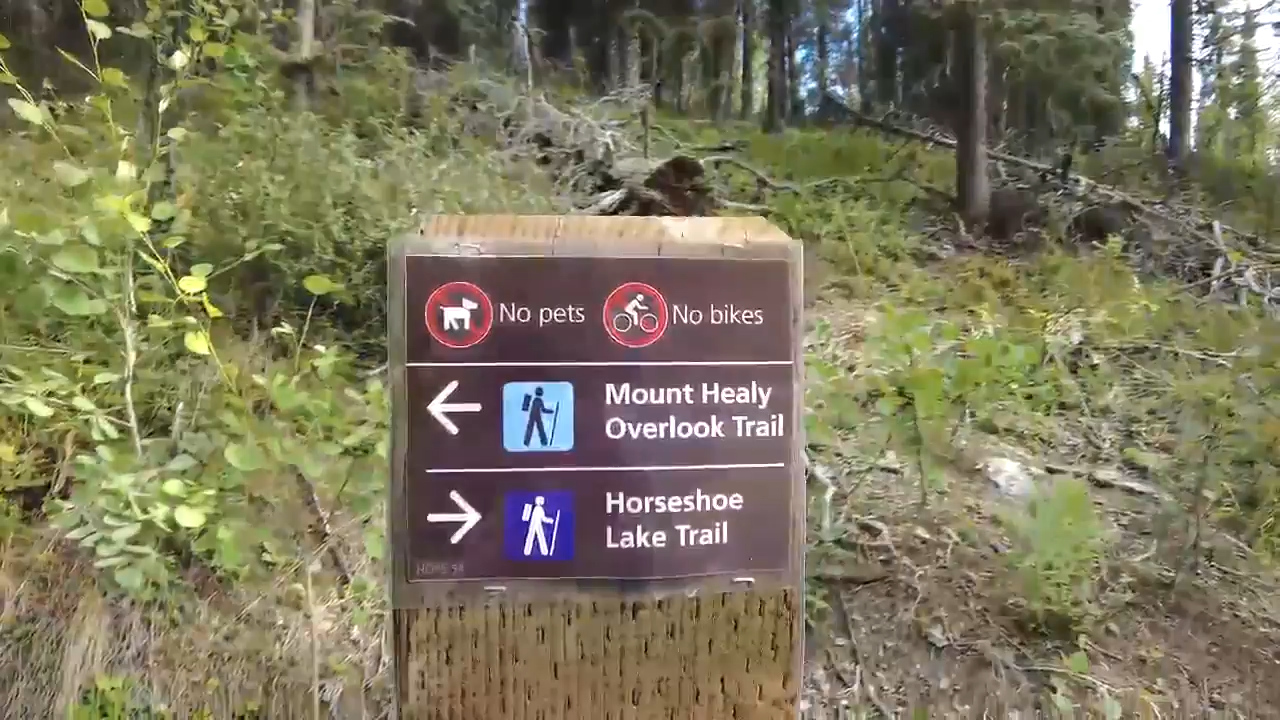 No pets No bikes
Mount Healy
Overlook Trail
Horseshoe
Lake Trail